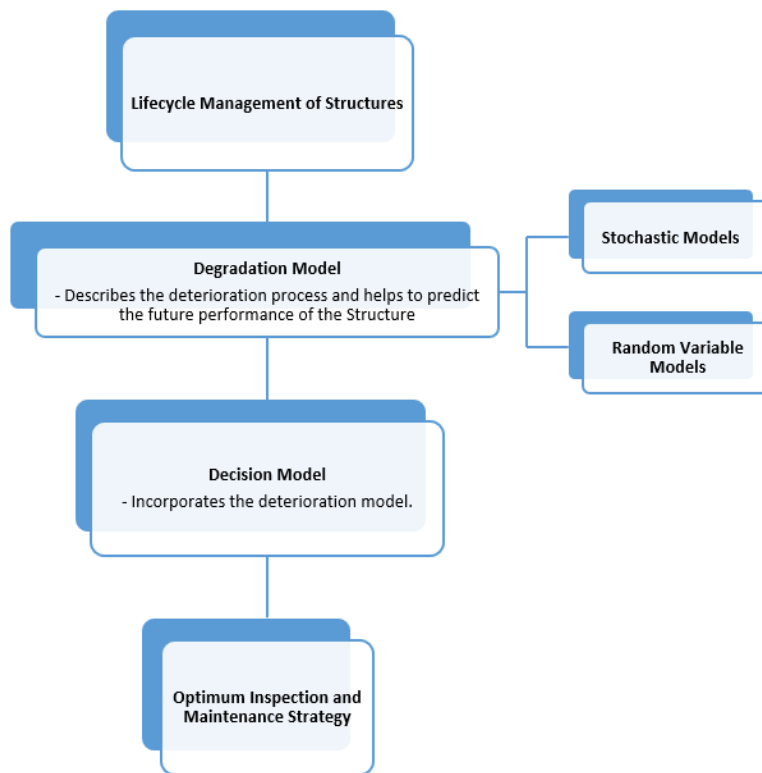 Lifecycle Management of Structures
Degradation Model
- Describes the deterioration process and helps to predict
the future performance of the Structure
Stochastic Models
Random Variable
Models
Decision Model
- Incorporates the deterioration model.
Optimum Inspection and
Maintenance Strategy